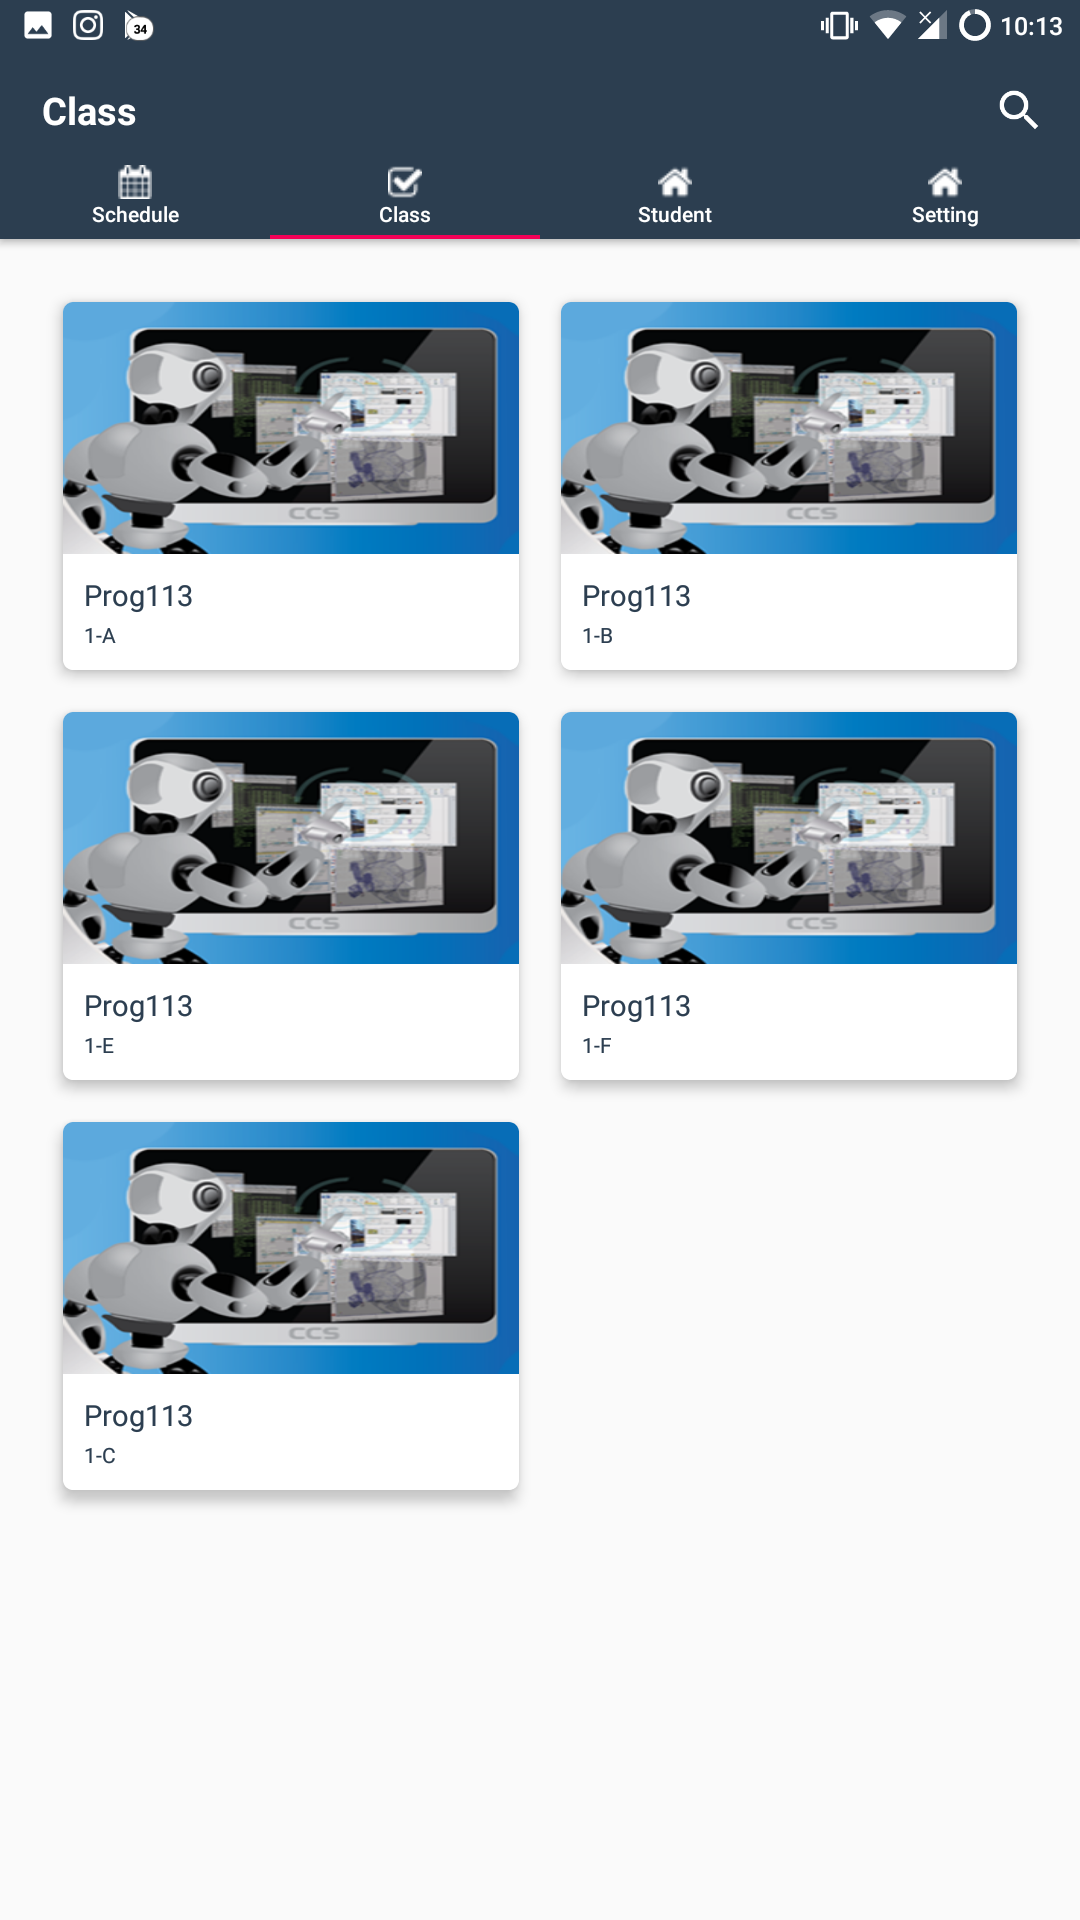 34
10:13
Class
Schedule
Class
Student
Setting
CCS
CCS
Prog113
1-A
Prog113
1-B
CCS
CCS
Prog113
1-E
Prog113
1-F
CCS
Prog113
1-C